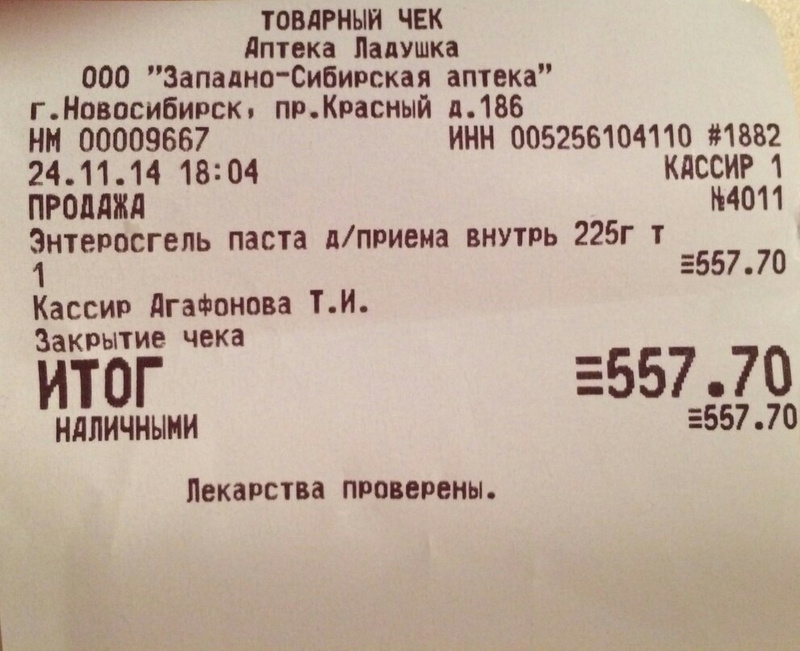 ТОВАРНЫЙ ЧЕК
Аптека Ладушка
ООО "Западно-Сибирская аптека"
г.Новосибирск, пр.Красный д.186
НМ 00009667 ИНН 005256104110 #1882
24.11.14 18:04 КАССИР 1
ПРОДАЖА №4011
Энтеросгель паста д/приема внутрь 225г т
1 ≡557.70
Кассир Агафонова Т.И.
Закрытие чека
ИТОГ ≡557.70
НАЛИЧНЫМИ ≡557.70
Лекарства проверены.